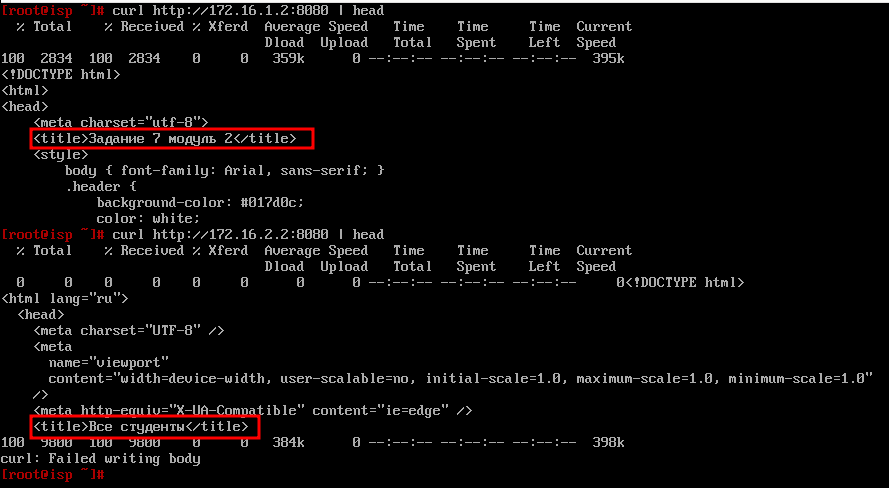 [root@isp ~]# curl http://172.16.1.2:8080 | head
  % Total    % Received % Xferd  Average Speed   Time    Time     Time  Current
                                 Dload  Upload   Total   Spent    Left  Speed
100  2834  100  2834    0     0   359k      0 --:--:-- --:--:-- --:--:--  395k
<!DOCTYPE html>
<html>
<head>
    <meta charset="utf-8">
    <title>Задание 7 модуль 2</title>
    <style>
        body { font-family: Arial, sans-serif; }
        .header {
            background-color: #017d0c;
            color: white;
[root@isp ~]# curl http://172.16.2.2:8080 | head
  % Total    % Received % Xferd  Average Speed   Time    Time     Time  Current
                                 Dload  Upload   Total   Spent    Left  Speed
  0     0    0     0    0     0      0      0 --:--:-- --:--:-- --:--:--     0<!DOCTYPE html>
<html lang="ru">
  <head>
    <meta charset="UTF-8" />
    <meta
      name="viewport"
      content="width=device-width, user-scalable=no, initial-scale=1.0, maximum-scale=1.0, minimum-scale=1.0"
    />
    <meta http-equiv="X-UA-Compatible" content="ie=edge" />
    <title>Все студенты</title>
100  9800  100  9800    0     0   384k      0 --:--:-- --:--:-- --:--:--  398k
curl: Failed writing body
[root@isp ~]#